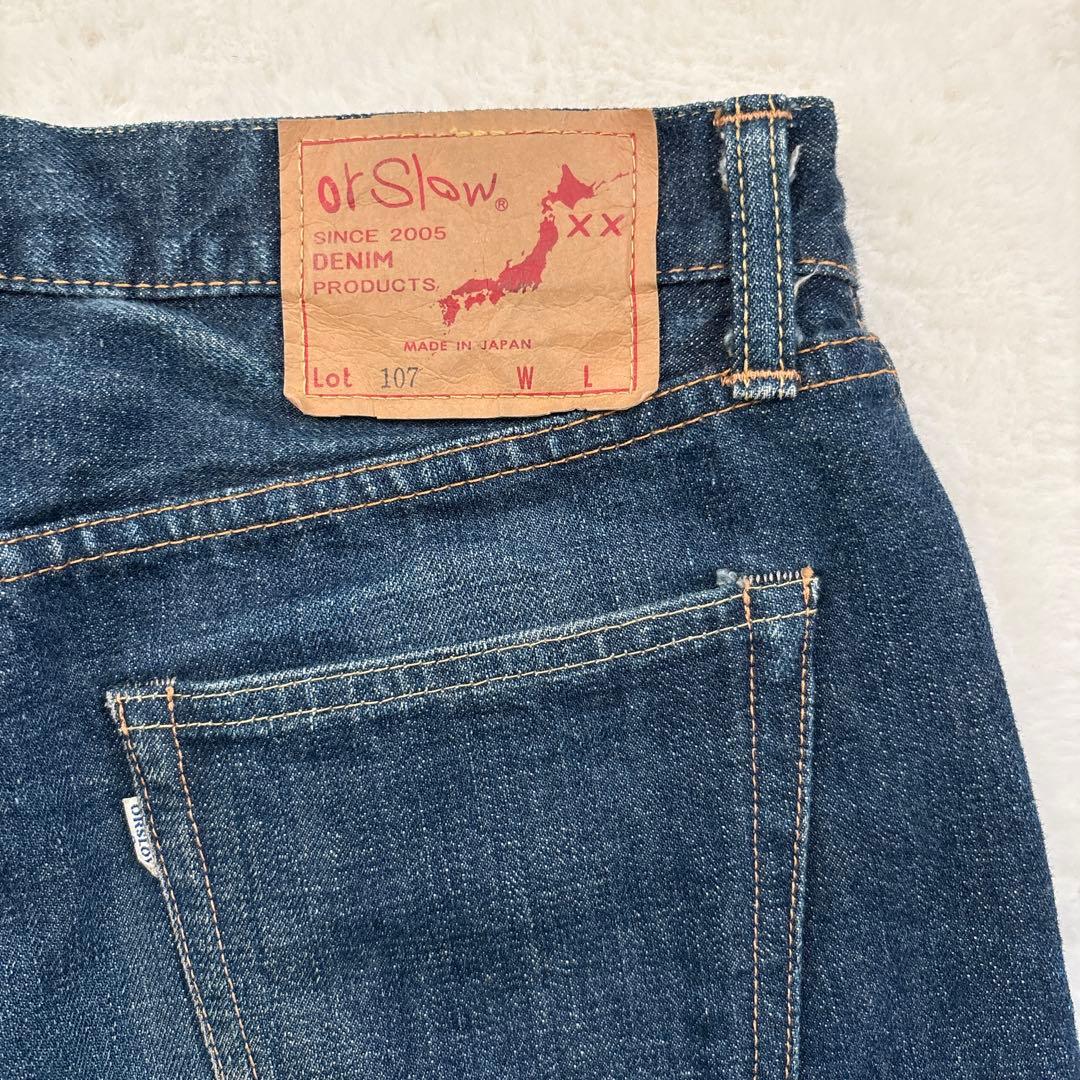 orslow®
SINCE 2005
DENIM
PRODUCTS,
XX
MADE IN JAPAN
Lot 107 W L
ORSLOW